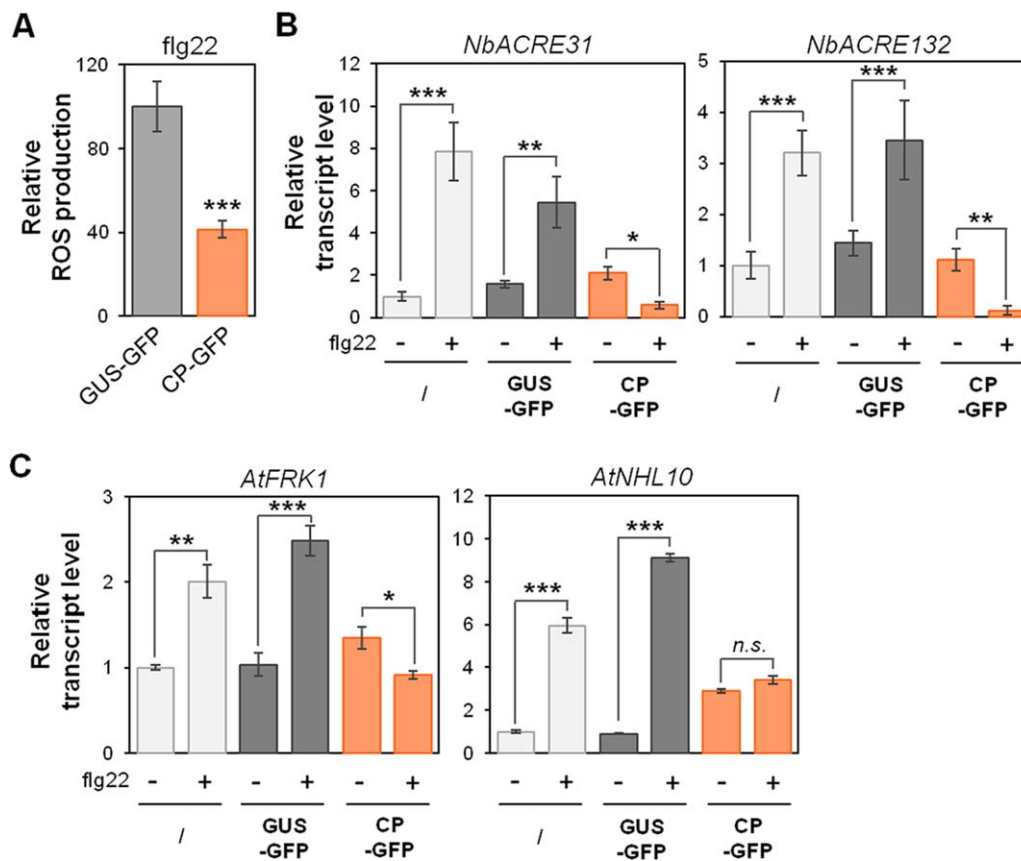 A
flg22
Relative
ROS production
120
80
40
0
***
GUS-GFP
CP-GFP
B
NbACRE31
Relative
transcript level
12
10
8
6
4
2
0
***
**
*
flg22
- + - + - +
/
GUS
-GFP
CP
-GFP
NbACRE132
5
4
3
2
1
0
***
***
**
- + - + - +
/
GUS
-GFP
CP
-GFP
C
AtFRK1
Relative
transcript level
3
2
1
0
**
***
*
flg22
- + - + - +
/
GUS
-GFP
CP
-GFP
AtNHL10
12
10
8
6
4
2
0
***
***
n.s.
- + - + - +
/
GUS
-GFP
CP
-GFP